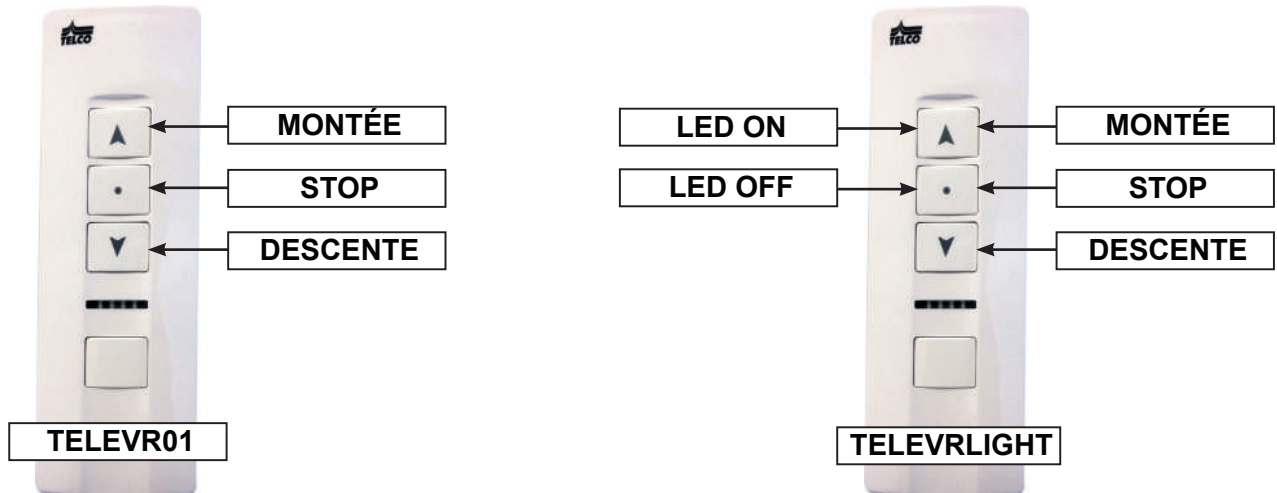 TELCO
MONTÉE
STOP
DESCENTE
TELEVR01
TELCO
LED ON
MONTÉE
LED OFF
STOP
DESCENTE
TELEVRLIGHT